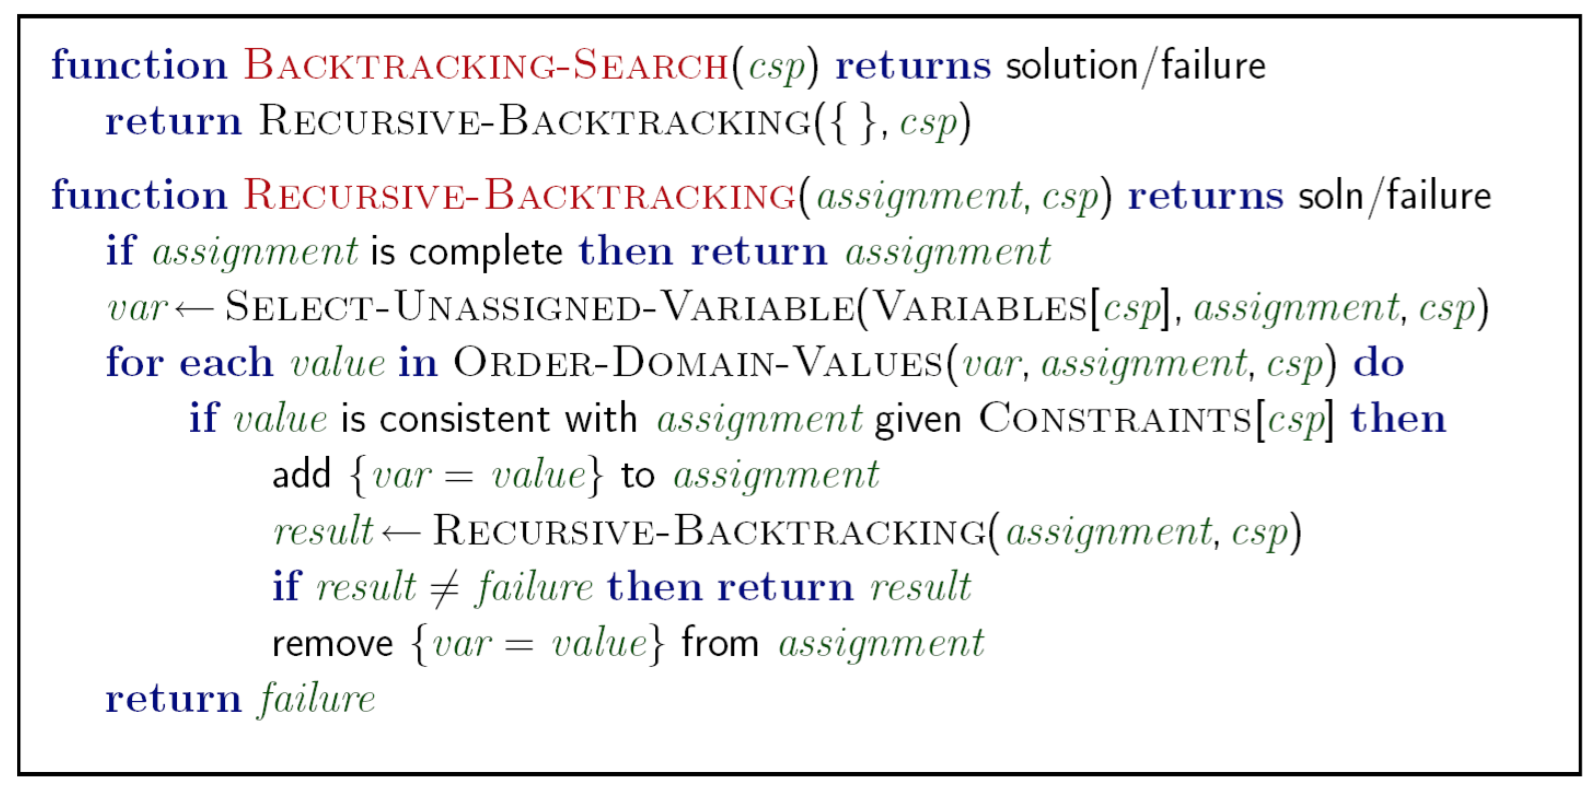 function BACKTRACKING-SEARCH(csp) returns solution/failure
return RECURSIVE-BACKTRACKING({ }, csp)
function RECURSIVE-BACKTRACKING(assignment, csp) returns soln/failure
if assignment is complete then return assignment
var ← SELECT-UNASSIGNED-VARIABLE(VARIABLES[csp], assignment, csp)
for each value in ORDER-DOMAIN-VALUES(var, assignment, csp) do
if value is consistent with assignment given CONSTRAINTS[csp] then
add {var = value} to assignment
result ← RECURSIVE-BACKTRACKING(assignment, csp)
if result ≠ failure then return result
remove {var = value} from assignment
return failure